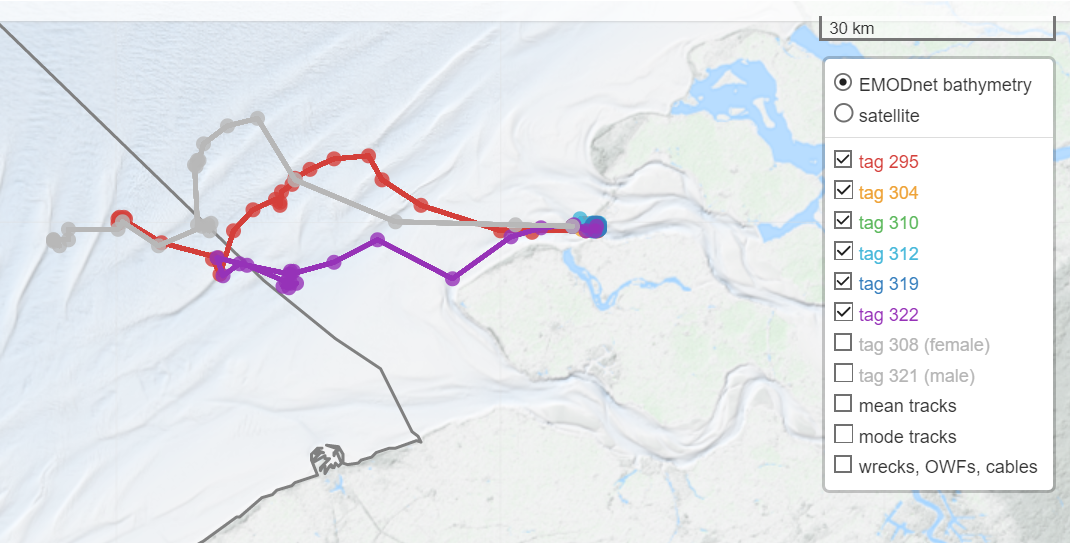 30 km
EMODnet bathymetry
satellite
tag 295
tag 304
tag 310
tag 312
tag 319
tag 322
tag 308 (female)
tag 321 (male)
mean tracks
mode tracks
wrecks, OWFs, cables